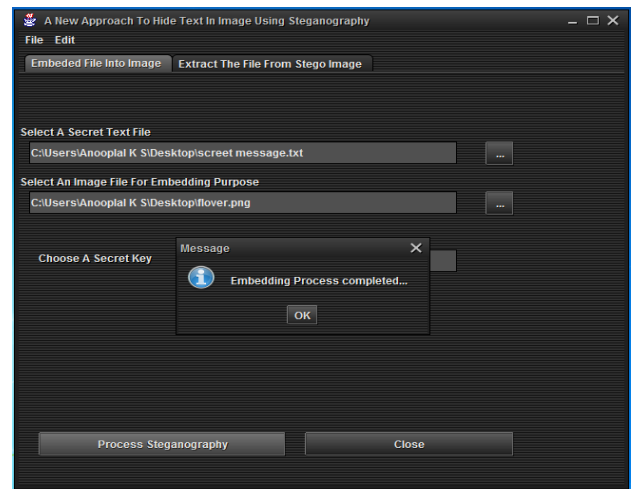 A New Approach To Hide Text In Image Using Steganography
File Edit
Embeded File Into Image Extract The File From Stego Image
Select A Secret Text File
C:\Users\Anooplal K S\Desktop\screet message.txt ...
Select An Image File For Embedding Purpose
C:\Users\Anooplal K S\Desktop\flover.png ...
Message
Choose A Secret Key
Embedding Process completed...
OK
Process Steganography Close